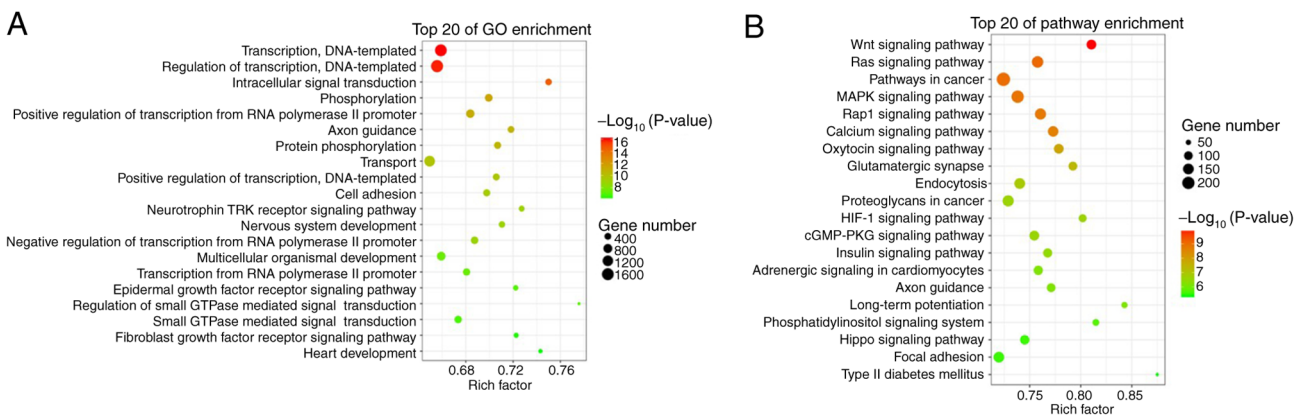 A
Top 20 of GO enrichment
Transcription, DNA-templated
Regulation of transcription, DNA-templated
Intracellular signal transduction
Phosphorylation
Positive regulation of transcription from RNA polymerase II promoter
Axon guidance
Protein phosphorylation
Transport
Positive regulation of transcription, DNA-templated
Cell adhesion
Neurotrophin TRK receptor signaling pathway
Nervous system development
Negative regulation of transcription from RNA polymerase II promoter
Multicellular organismal development
Transcription from RNA polymerase II promoter
Epidermal growth factor receptor signaling pathway
Regulation of small GTPase mediated signal transduction
Small GTPase mediated signal transduction
Fibroblast growth factor receptor signaling pathway
Heart development
0.68 0.72 0.76
Rich factor
−Log10 (P-value)
16
14
12
10
8
Gene number
400
800
1200
1600
B
Top 20 of pathway enrichment
Wnt signaling pathway
Ras signaling pathway
Pathways in cancer
MAPK signaling pathway
Rap1 signaling pathway
Calcium signaling pathway
Oxytocin signaling pathway
Glutamatergic synapse
Endocytosis
Proteoglycans in cancer
HIF-1 signaling pathway
cGMP-PKG signaling pathway
Insulin signaling pathway
Adrenergic signaling in cardiomyocytes
Axon guidance
Long-term potentiation
Phosphatidylinositol signaling system
Hippo signaling pathway
Focal adhesion
Type II diabetes mellitus
0.75 0.80 0.85
Rich factor
Gene number
50
100
150
200
−Log10 (P-value)
9
8
7
6